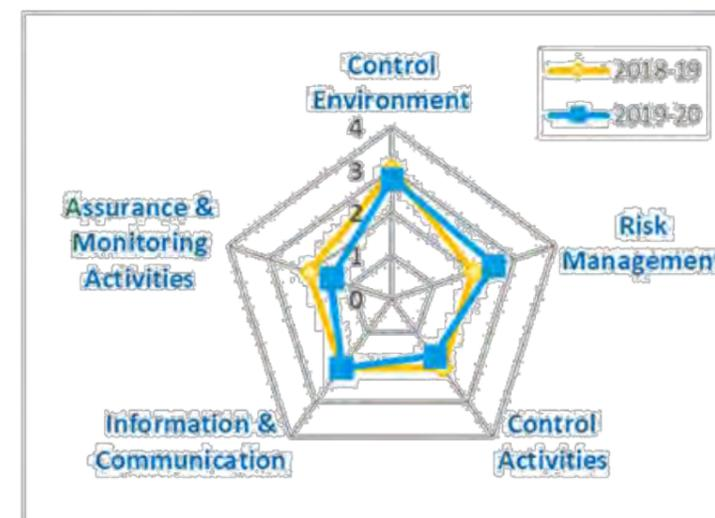 Control
Environment
2018-19
2019-20
4
3
2
1
0
Assurance &
Monitoring
Activities
Risk
Management
Information &
Communication
Control
Activities